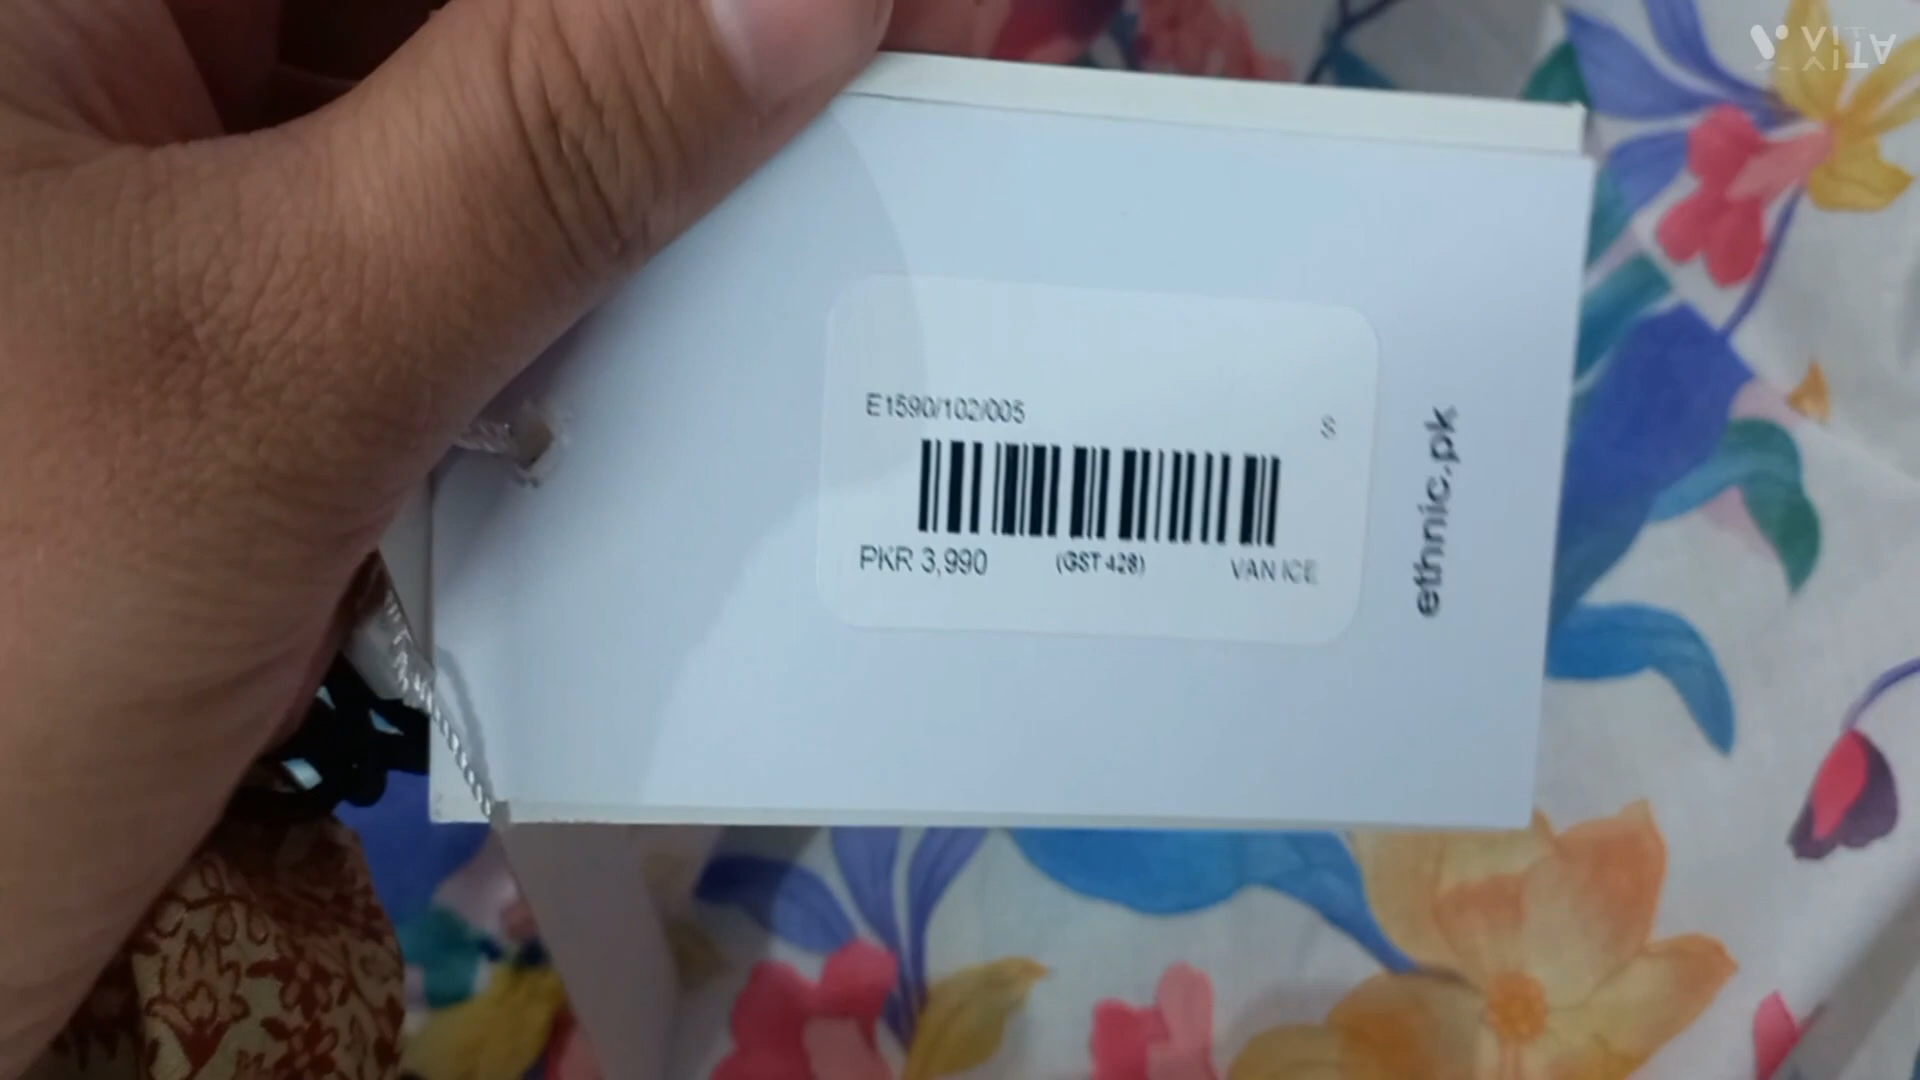 E1590/102/005
S
PKR 3,990 (GST 428) VAN ICE
ethnic.pk